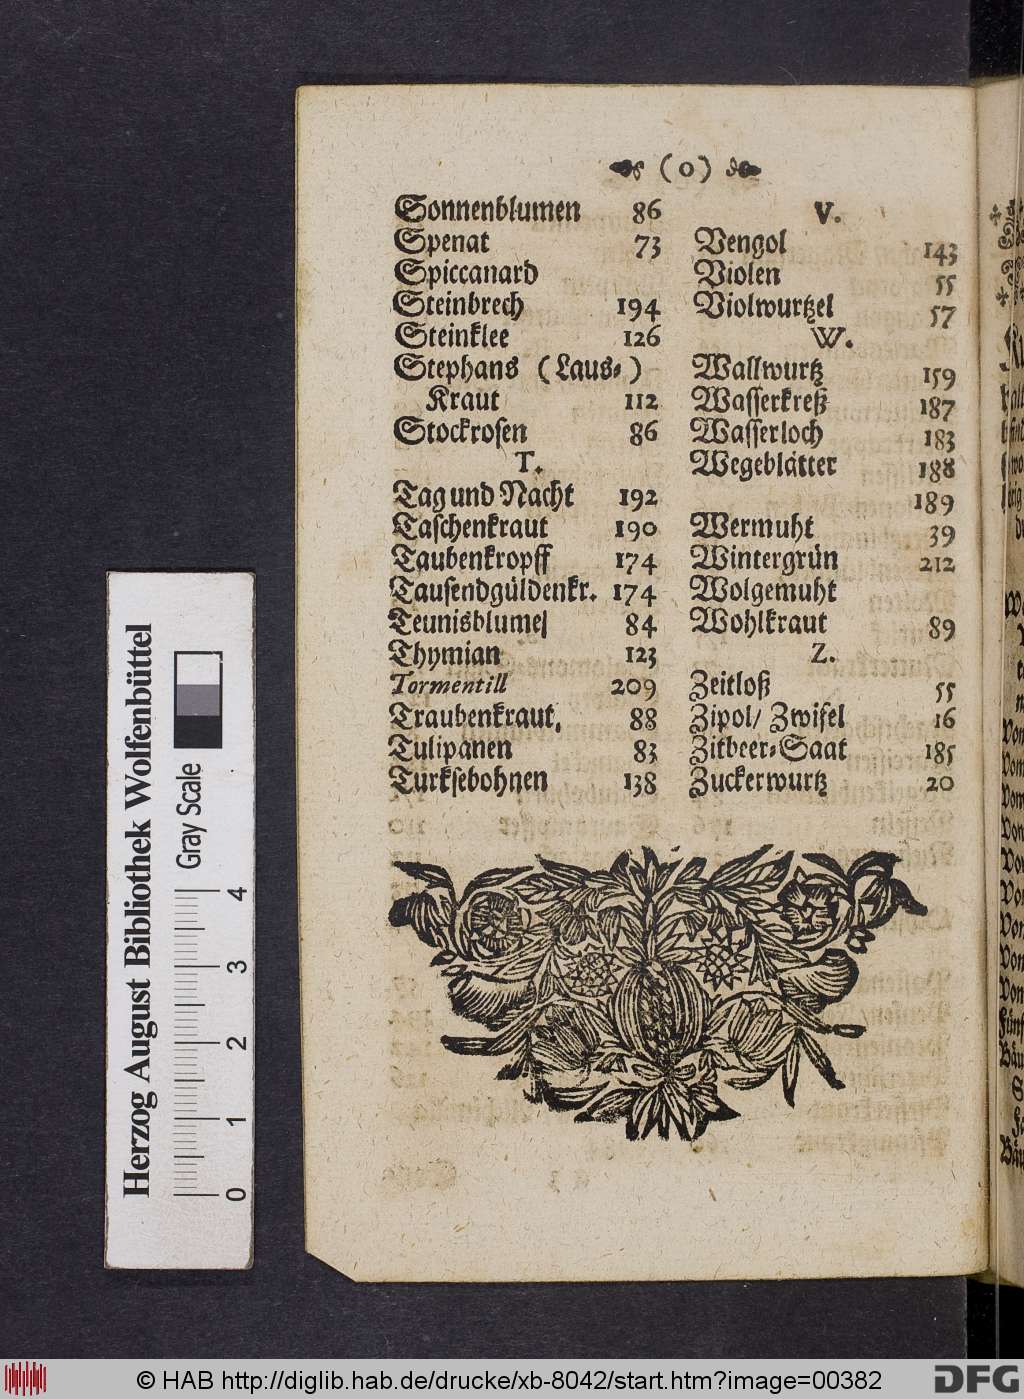 (0)
Sonnenblumen 86
Spenat 73
Spiccanard
Steinbrech 194
Steinklee 126
Stephans (Laus⸗)
Kraut 112
Stockrosen 86
T.
Tag und Nacht 192
Taschenkraut 190
Taubenkropff 174
Tausendgüldenkr. 174
Teunisblumej 84
Thymian 123
Tormentill 209
Traubenkraut. 88
Tulipanen 83
Turksebohnen 138
V.
Vengol 143
Violen 55
Violwurtzel 57
W.
Wallwurtz 159
Wasserkreß 187
Wasserloch 183
Wegeblätter 188
189
Wermuht 39
Wintergrün 212
Wolgemuht
Wohlkraut 89
Z.
Zeitloß 55
Zipol/ Zwifel 16
Zitbeer⸗Saat 185
Zuckerwurtz 20
Herzog August Bibliothek Wolfenbüttel
Gray Scale
0 1 2 3 4
© HAB http://diglib.hab.de/drucke/xb-8042/start.htm?image=00382
DFG